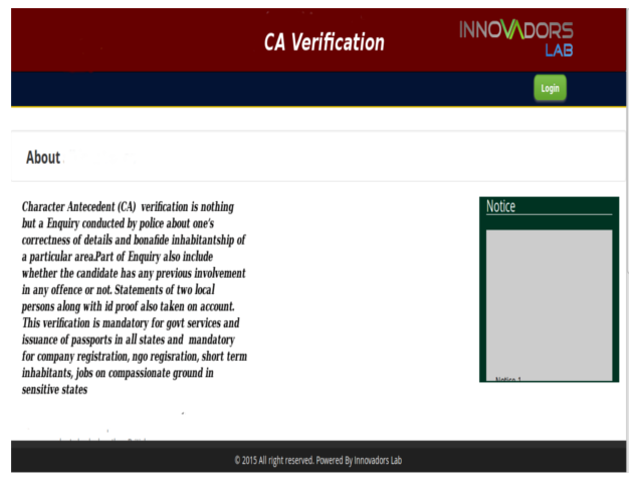 CA Verification
INNOVADORS
LAB
Login
About
Character Antecedent (CA) verification is nothing
but a Enquiry conducted by police about one's
correctness of details and bonafide inhabitantship of
a particular area.Part of Enquiry also include
whether the candidate has any previous involvement
in any offence or not. Statements of two local
persons along with id proof also taken on account.
This verification is mandatory for govt services and
issuance of passports in all states and mandatory
for company registration, ngo regisration, short term
inhabitants, jobs on compassionate ground in
sensitive states
Notice
Notice 1
© 2015 All right reserved. Powered By Innovadors Lab